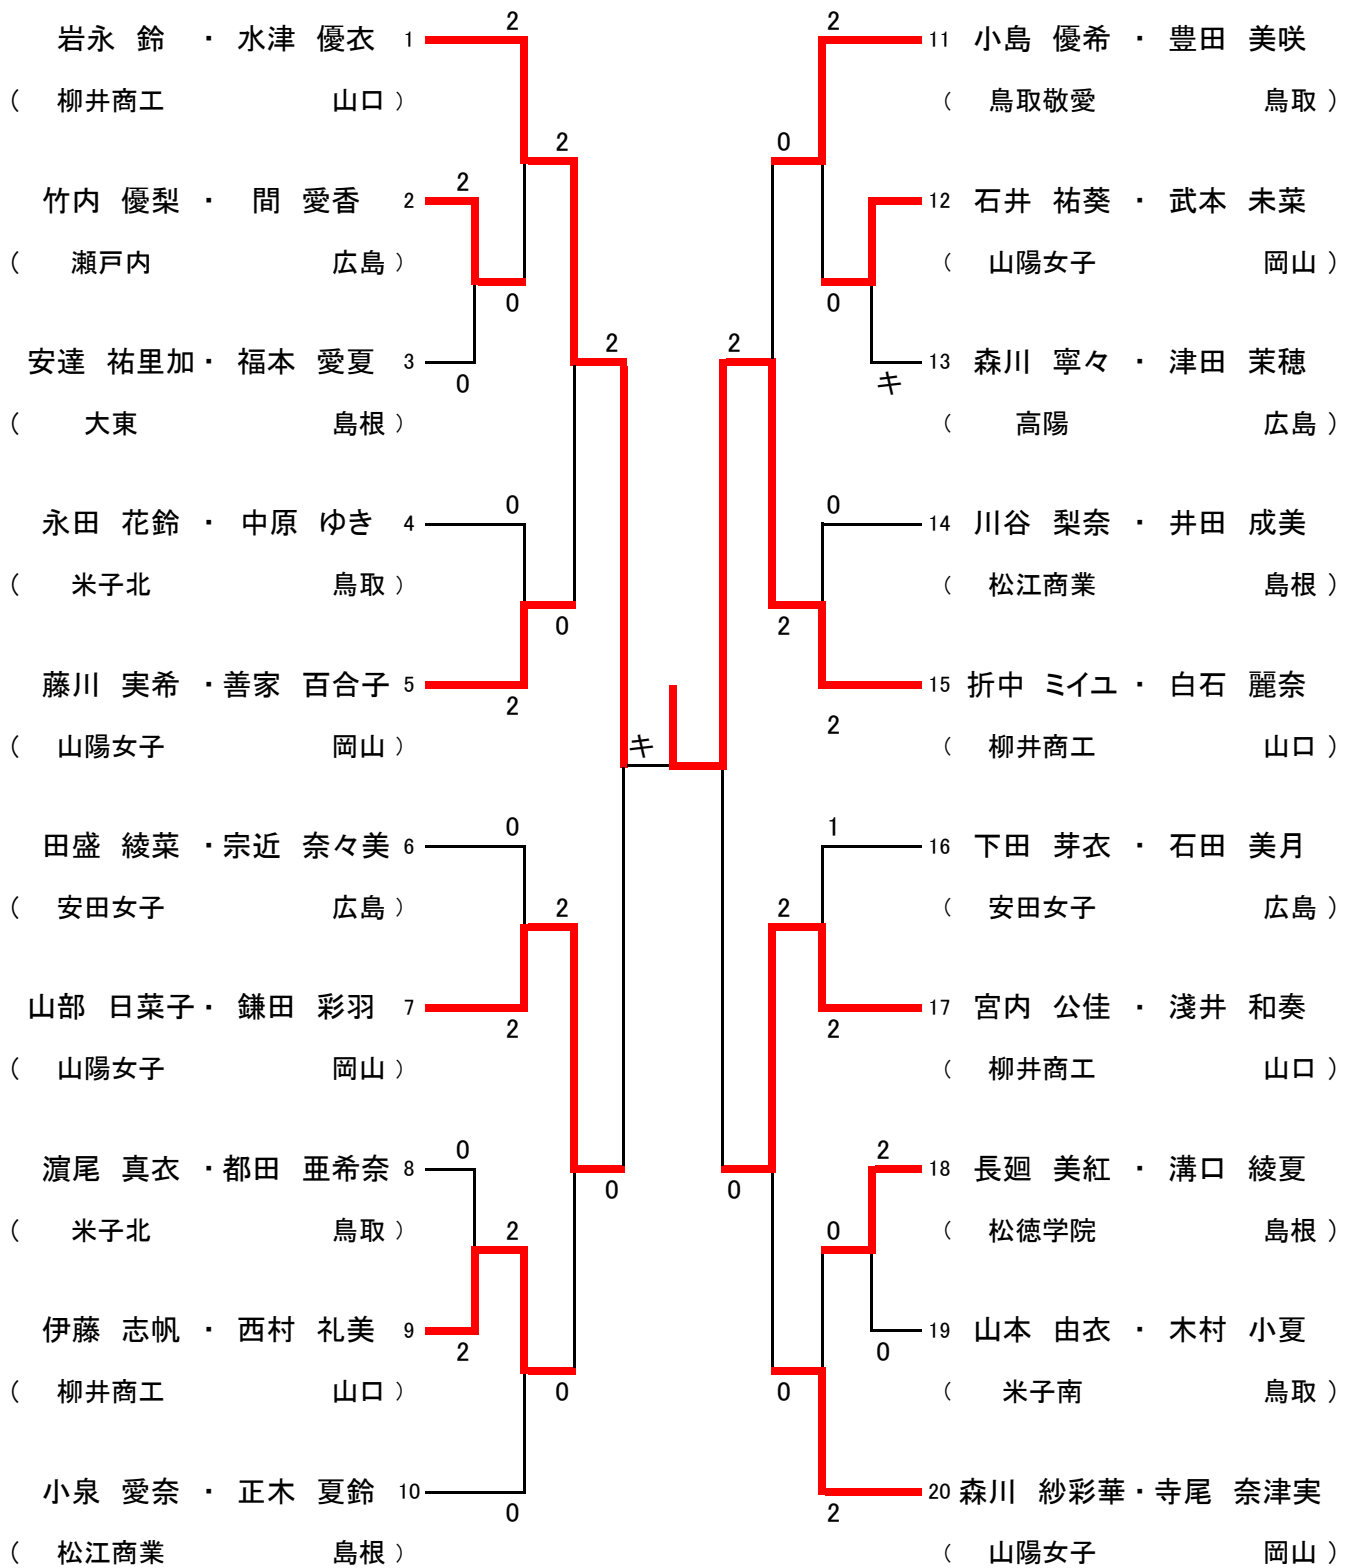 2
岩永 鈴 ・ 水津 優衣 1
( 柳井商工 山口 )
2
竹内 優梨 ・ 間 愛香 2
2
( 瀬戸内 広島 )
0
安達 祐里加・ 福本 愛夏 3
0
2
( 大東 島根 )
永田 花鈴 ・ 中原 ゆき 4
0
( 米子北 鳥取 )
0
藤川 実希 ・善家 百合子 5
2
( 山陽女子 岡山 )
キ
田盛 綾菜 ・宗近 奈々美 6
0
( 安田女子 広島 )
2
山部 日菜子・ 鎌田 彩羽 7
2
( 山陽女子 岡山 )
濵尾 真衣 ・都田 亜希奈 8
0
0
( 米子北 鳥取 )
2
伊藤 志帆 ・ 西村 礼美 9
2
( 柳井商工 山口 )
0
小泉 愛奈 ・ 正木 夏鈴 10
0
( 松江商業 島根 )
2
11 小島 優希 ・ 豊田 美咲
( 鳥取敬愛 鳥取 )
0
12 石井 祐葵 ・ 武本 未菜
( 山陽女子 岡山 )
0
2
13 森川 寧々 ・ 津田 茉穂
キ
( 高陽 広島 )
0
14 川谷 梨奈 ・ 井田 成美
( 松江商業 島根 )
2
15 折中 ミイユ ・ 白石 麗奈
2
( 柳井商工 山口 )
1
16 下田 芽衣 ・ 石田 美月
( 安田女子 広島 )
2
17 宮内 公佳 ・ 淺井 和奏
2
( 柳井商工 山口 )
2
18 長廻 美紅 ・ 溝口 綾夏
0
( 松徳学院 島根 )
0
19 山本 由衣 ・ 木村 小夏
0
( 米子南 鳥取 )
0
20 森川 紗彩華・寺尾 奈津実
2
( 山陽女子 岡山 )